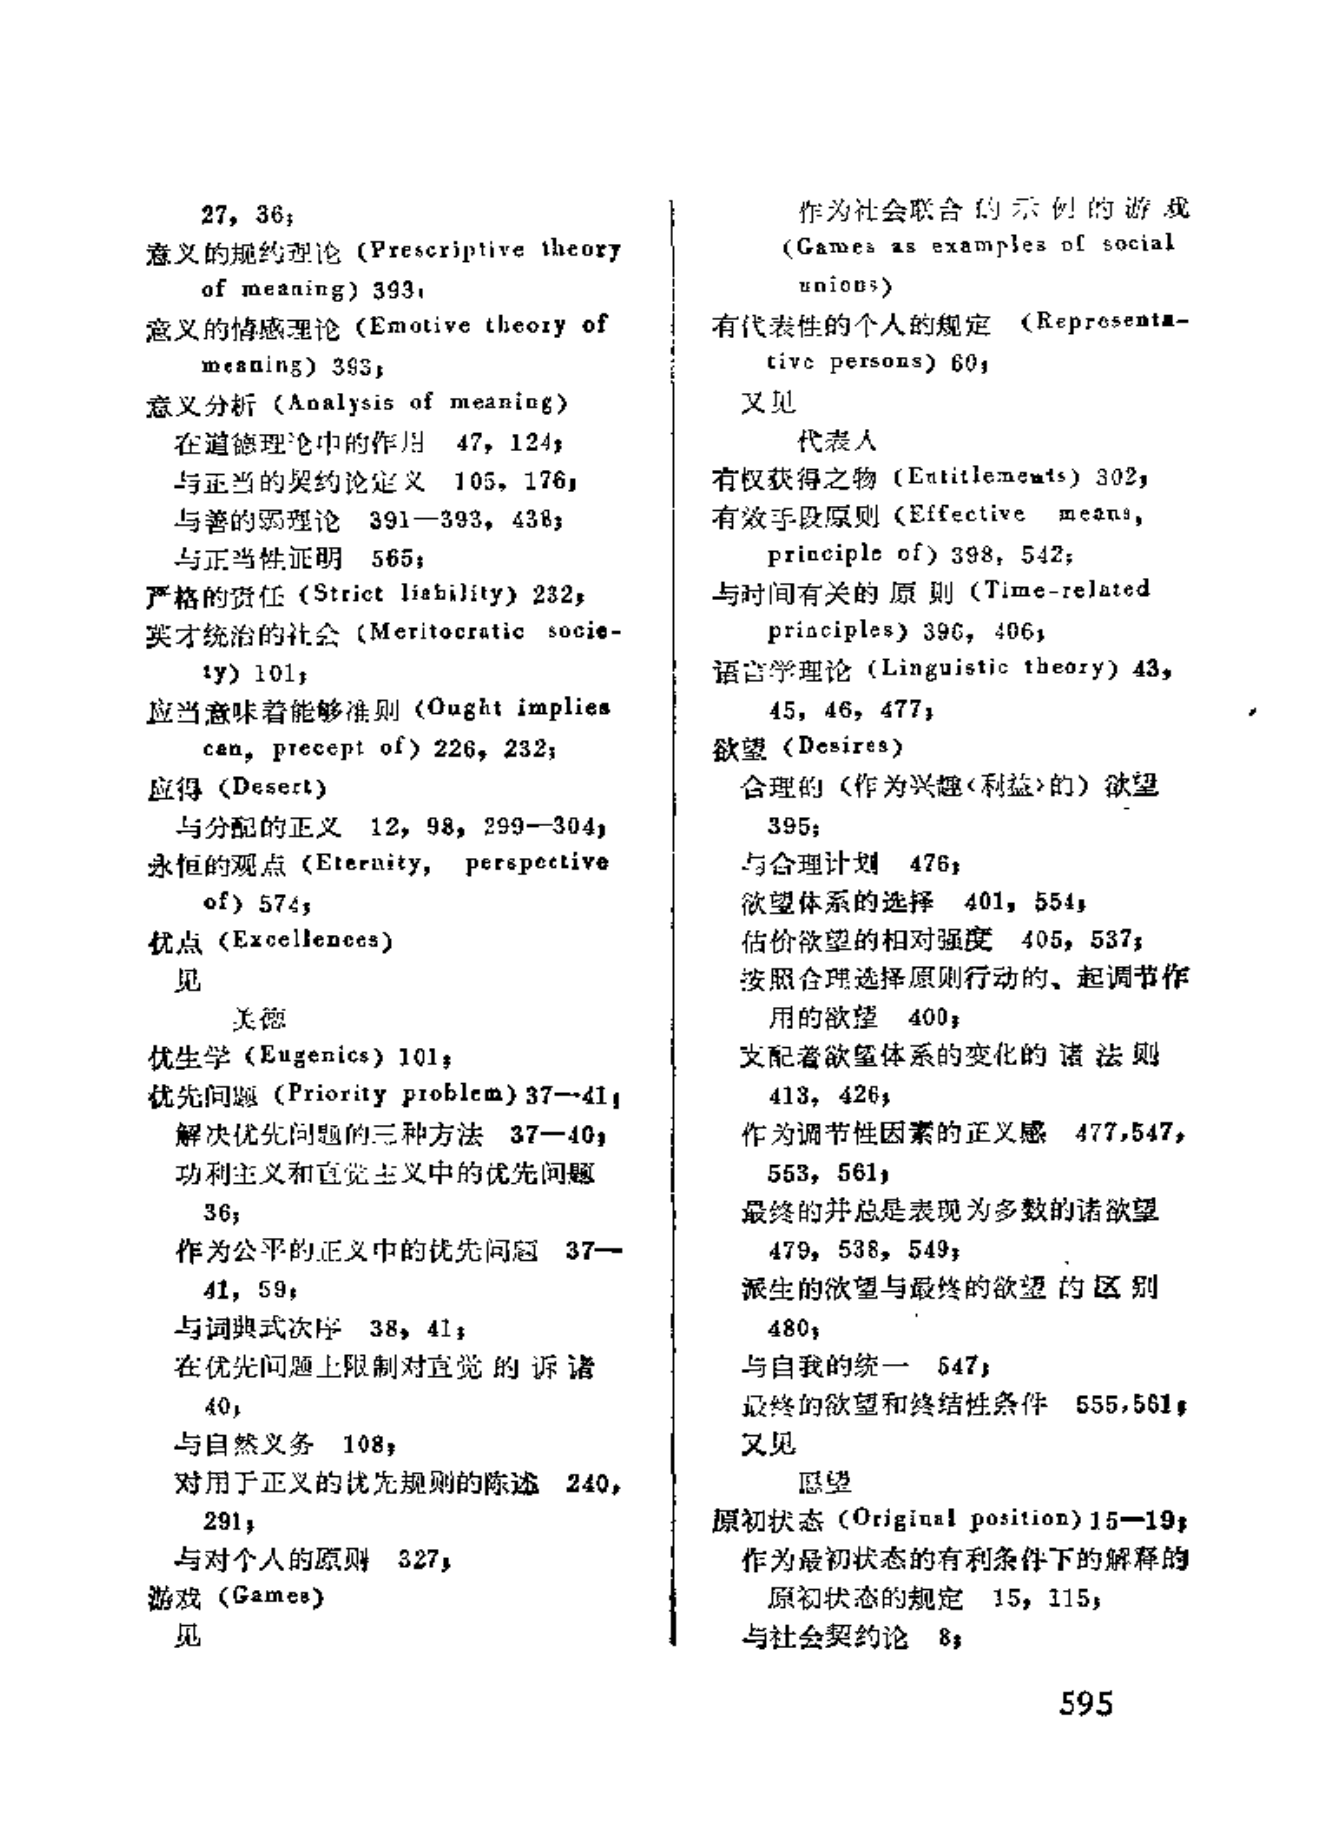 27, 36;
意义的规约理论 (Prescriptive theory
of meaning) 393;
意义的情感理论 (Emotive theory of
meaning) 393;
意义分析 (Analysis of meaning)
在道德理论中的作用 47, 124;
与正当的契约论定义 105, 176;
与善的弱理论 391—393, 438;
与正当性证明 565;
严格的责任 (Strict liability) 232;
英才统治的社会 (Meritocratic socie-
ty) 101;
应当意味着能够准则 (Ought implies
can, precept of) 226, 232;
应得 (Desert)
与分配的正义 12, 98, 299—304;
永恒的观点 (Eternity, perspective
of) 574;
优点 (Excellences)
见
美德
优生学 (Eugenics) 101;
优先问题 (Priority problem) 37—41;
解决优先问题的三种方法 37—40;
功利主义和直觉主义中的优先问题
36;
作为公平的正义中的优先问题 37—
41, 59;
与词典式次序 38, 41;
在优先问题上限制对直觉的诉诸
40;
与自然义务 108;
对用于正义的优先规则的陈述 240,
291;
与对个人的原则 327;
游戏 (Games)
见
作为社会联合的示例的游戏
(Games as examples of social
unions)
有代表性的个人的规定 (Representa-
tive persons) 60;
又见
代表人
有权获得之物 (Entitlements) 302;
有效手段原则 (Effective means,
principle of) 398, 542;
与时间有关的原则 (Time-related
principles) 396, 406;
语言学理论 (Linguistic theory) 43,
45, 46, 477;
欲望 (Desires)
合理的（作为兴趣〈利益〉的）欲望
395;
与合理计划 476;
欲望体系的选择 401, 554;
估价欲望的相对强度 405, 537;
按照合理选择原则行动的、起调节作
用的欲望 400;
支配着欲望体系的变化的诸法则
413, 426;
作为调节性因素的正义感 477,547,
553, 561;
最终的并总是表现为多数的诸欲望
479, 538, 549;
派生的欲望与最终的欲望的区别
480;
与自我的统一 547;
最终的欲望和终结性条件 555,561;
又见
愿望
原初状态 (Original position) 15—19;
作为最初状态的有利条件下的解释的
原初状态的规定 15, 115;
与社会契约论 8;
595